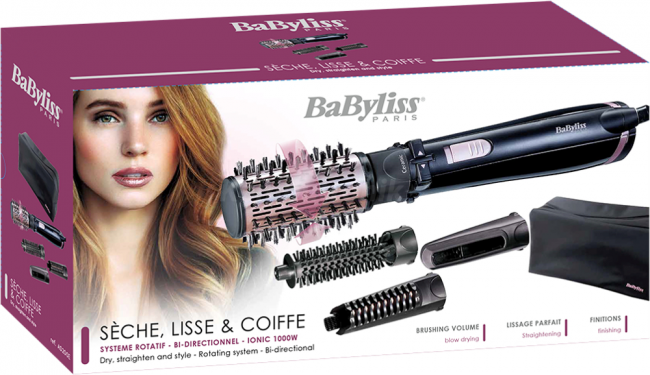 BaByliss
PARIS
SÈCHE, LISSE & COIFFE
Dry, straighten and style
BaByliss
PARIS
BaByliss®
PARIS
BaByliss
Ceramic
SÈCHE, LISSE & COIFFE
SYSTEME ROTATIF - BI-DIRECTIONNEL - IONIC 1000W
Dry, straighten and style - Rotating system - Bi-directional
BRUSHING VOLUME
blow drying
LISSAGE PARFAIT
Straightening
FINITIONS
finishing
BaByliss
SÈCHE, LISSE
& COIFFE